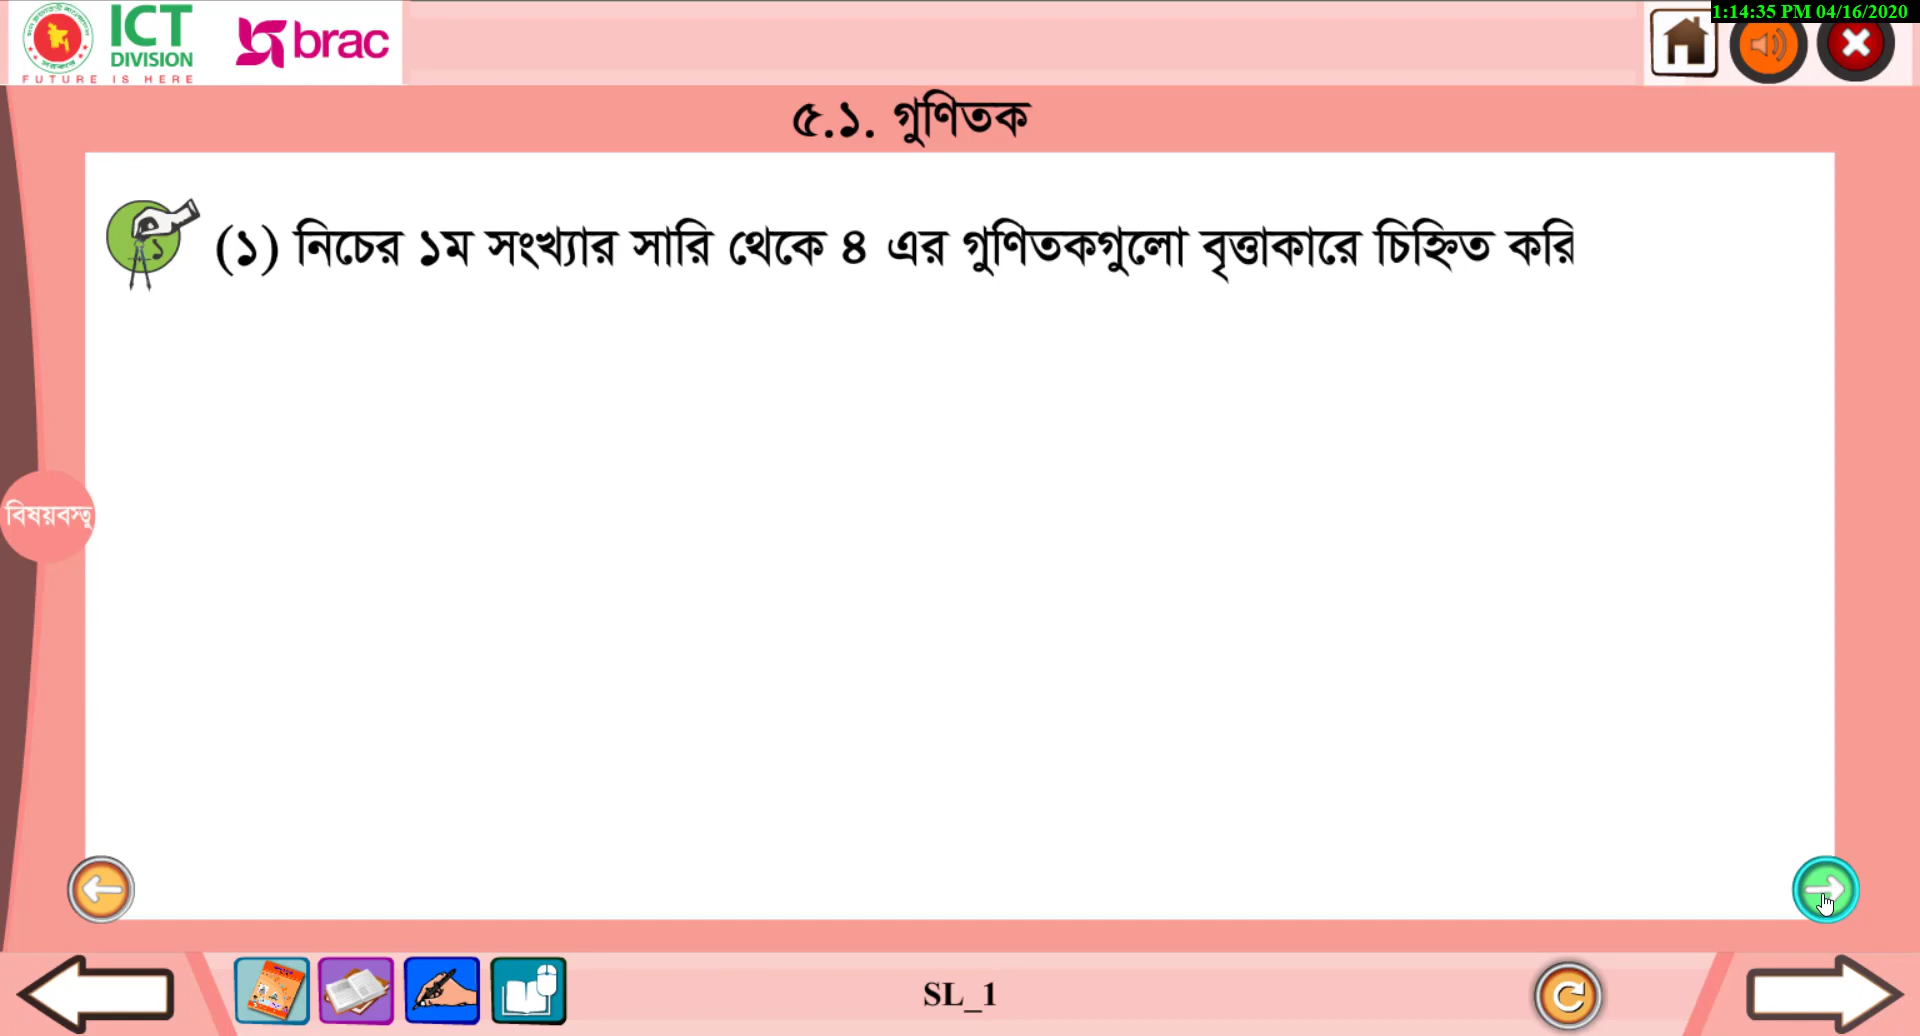 1:14:35 PM 04/16/2020
ICT
DIVISION
FUTURE IS HERE
brac
৫.১. গুণিতক
১
(১) নিচের ১ম সংখ্যার সারি থেকে ৪ এর গুণিতকগুলো বৃত্তাকারে চিহ্নিত করি
বিষয়বস্তু
SL_1